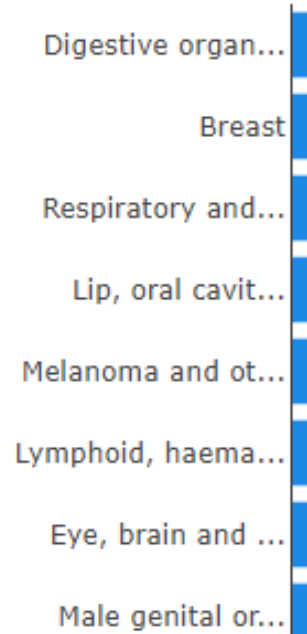 Digestive organ...
Breast
Respiratory and...
Lip, oral cavit...
Melanoma and ot...
Lymphoid, haema...
Eye, brain and ...
Male genital or...